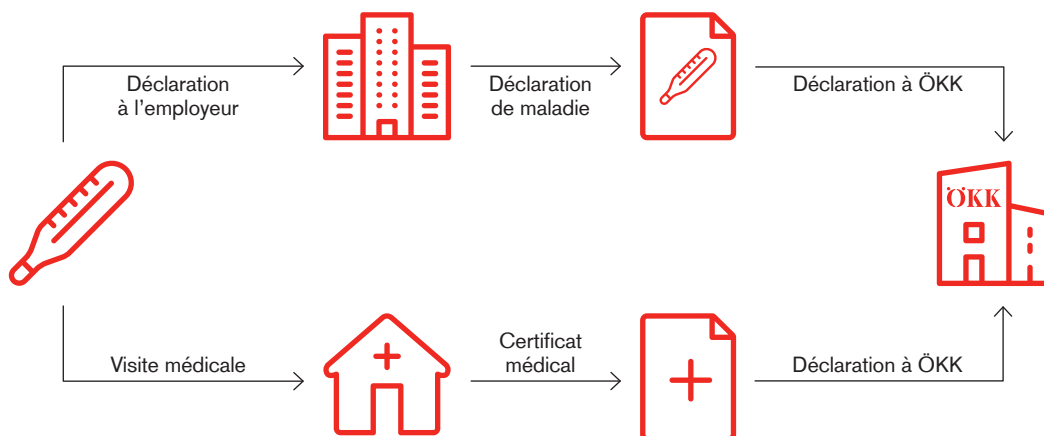 Déclaration
à l'employeur
Déclaration
de maladie
Déclaration à ÖKK
ÖKK
Visite médicale
Certificat
médical
Déclaration à ÖKK